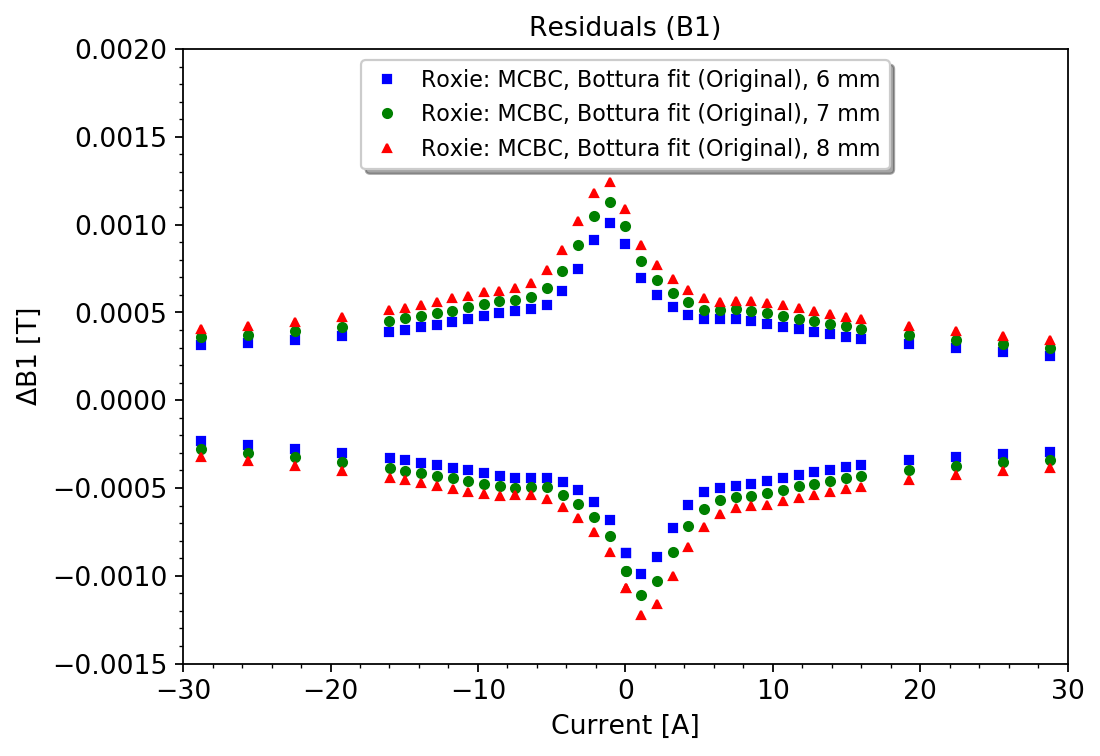 Residuals (B1)
0.0020
0.0015
0.0010
0.0005
0.0000
−0.0005
−0.0010
−0.0015
ΔB1 [T]
Roxie: MCBC, Bottura fit (Original), 6 mm
Roxie: MCBC, Bottura fit (Original), 7 mm
Roxie: MCBC, Bottura fit (Original), 8 mm
−30 −20 −10 0 10 20 30
Current [A]